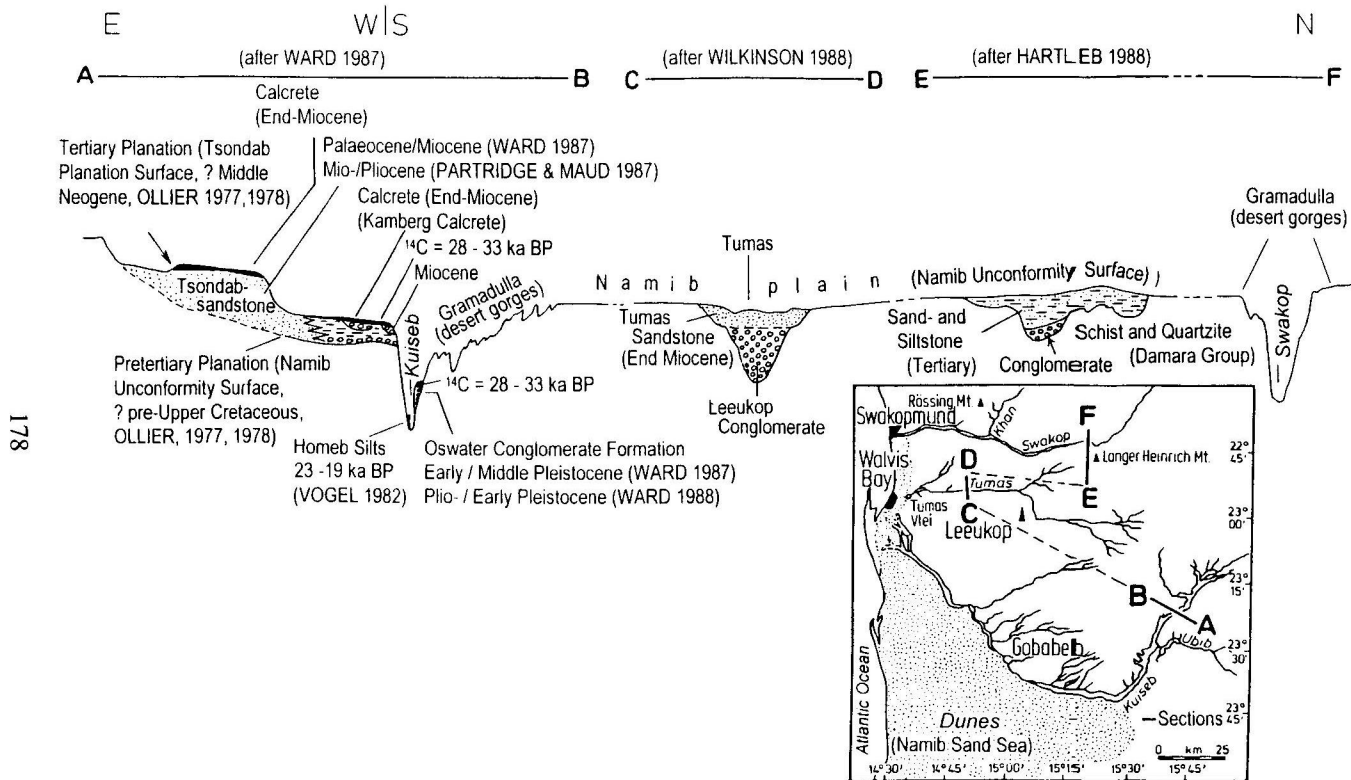 E
W|S
N
(after WARD 1987)
(after WILKINSON 1988)
(after HARTLEB 1988)
A
B
C
D
E
F
Calcrete
(End-Miocene)
Tertiary Planation (Tsondab
Planation Surface, ? Middle
Neogene, OLLIER 1977,1978)
Palaeocene/Miocene (WARD 1987)
Mio-/Pliocene (PARTRIDGE & MAUD 1987)
Calcrete (End-Miocene)
(Kamberg Calcrete)
¹⁴C = 28 - 33 ka BP
Miocene
Tsondab-
sandstone
Gramadulla
(desert gorges)
Kuiseb
Pretertiary Planation (Namib
Unconformity Surface,
? pre-Upper Cretaceous,
OLLIER, 1977, 1978)
¹⁴C = 28 - 33 ka BP
Homeb Silts
23 -19 ka BP
(VOGEL 1982)
Oswater Conglomerate Formation
Early / Middle Pleistocene (WARD 1987)
Plio- / Early Pleistocene (WARD 1988)
Namib plain
Tumas
Tumas
Sandstone
(End Miocene)
Leeukop
Conglomerate
(Namib Unconformity Surface)
)
Sand- and
Siltstone
(Tertiary)
Conglomerate
Schist and Quartzite
(Damara Group)
Gramadulla
(desert gorges)
Swakop
178
Rössing Mt.
Khan
Swakopmund
Swakop
F
Langer Heinrich Mt.
Walvis
Bay
D
Tumas
E
Tumas
Vlei
C
Leeukop
B
A
Gobabeb
Hubib
Kuiseb
Atlantic Ocean
Dunes
(Namib Sand Sea)
Sections
0 km 25
22°
45'
23°
00'
23°
15'
23°
30'
23°
45'
14°30'
14°45'
15°00'
15°15'
15°30'
15°45'